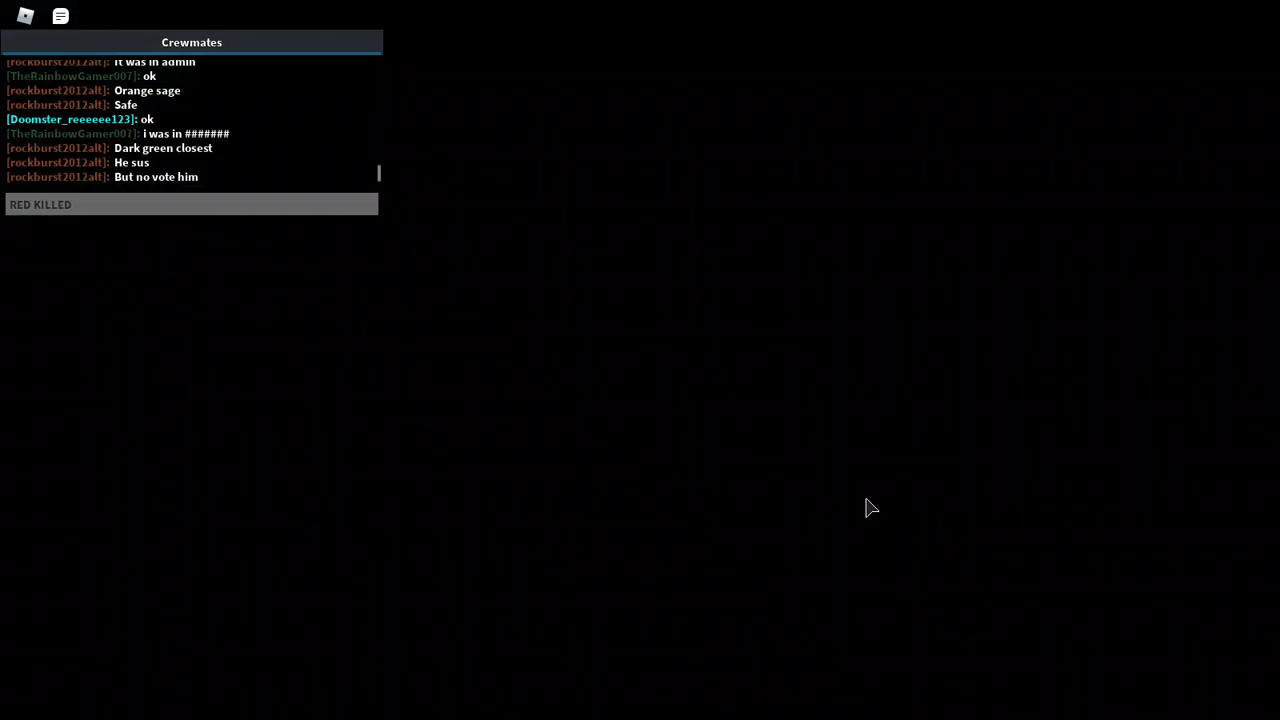 Crewmates
[rockburst2012alt]: It was in admin
[TheRainbowGamer007]: ok
[rockburst2012alt]: Orange sage
[rockburst2012alt]: Safe
[Doomster_reeeeee123]: ok
[TheRainbowGamer007]: i was in #######
[rockburst2012alt]: Dark green closest
[rockburst2012alt]: He sus
[rockburst2012alt]: But no vote him
RED KILLED